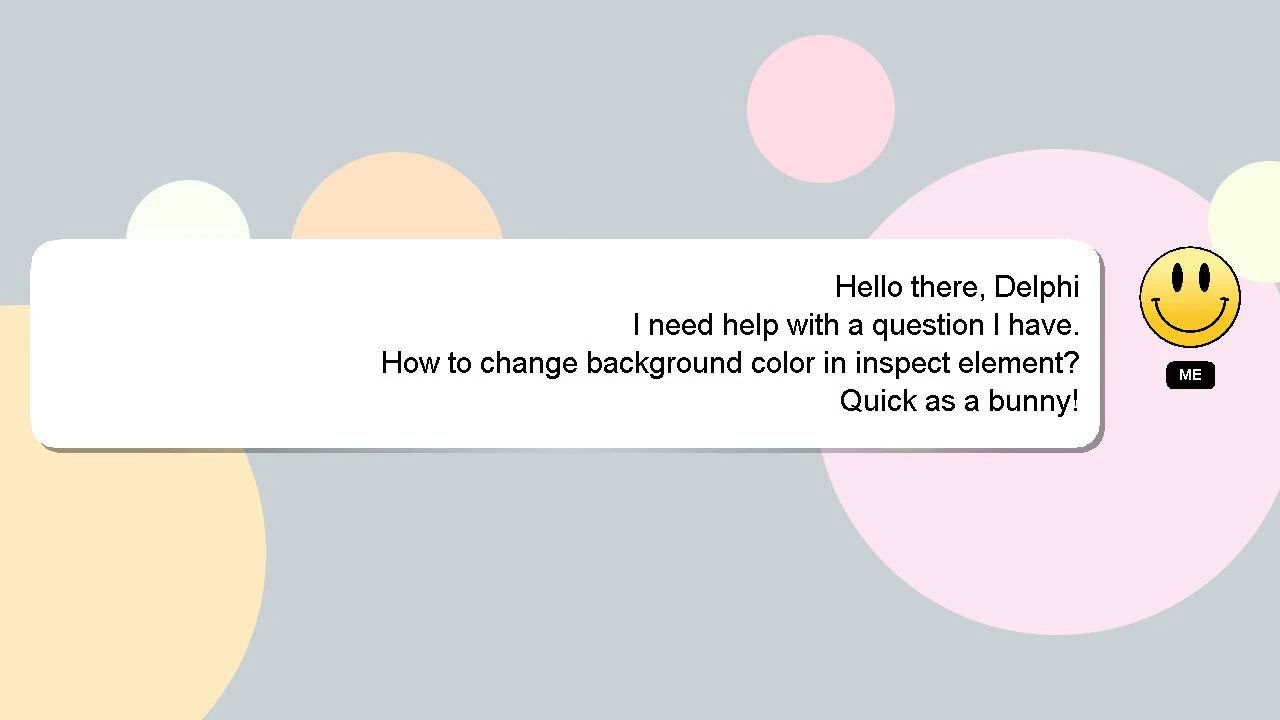 Hello there, Delphi
I need help with a question I have.
How to change background color in inspect element?
Quick as a bunny!
ME